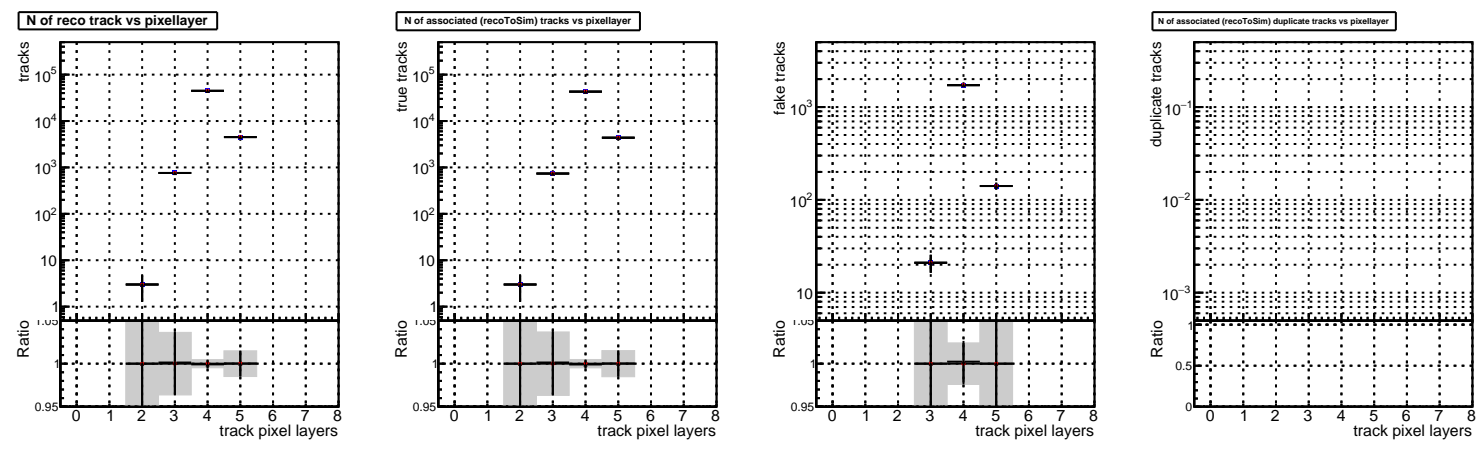 N of reco track vs pixellayer
tracks
10^5
10^4
10^3
10^2
10
1
Ratio
1.05
1
0.95
0 1 2 3 4 5 6 7 8
track pixel layers
N of associated (recoToSim) tracks vs pixellayer
true tracks
10^5
10^4
10^3
10^2
10
1
Ratio
1.05
1
0.95
0 1 2 3 4 5 6 7 8
track pixel layers
fake tracks
10^3
10^2
10
Ratio
1.05
1
0.95
0 1 2 3 4 5 6 7 8
track pixel layers
N of associated (recoToSim) duplicate tracks vs pixellayer
duplicate tracks
10^−1
10^−2
10^−3
Ratio
1
0.5
0
0 1 2 3 4 5 6 7 8
track pixel layers